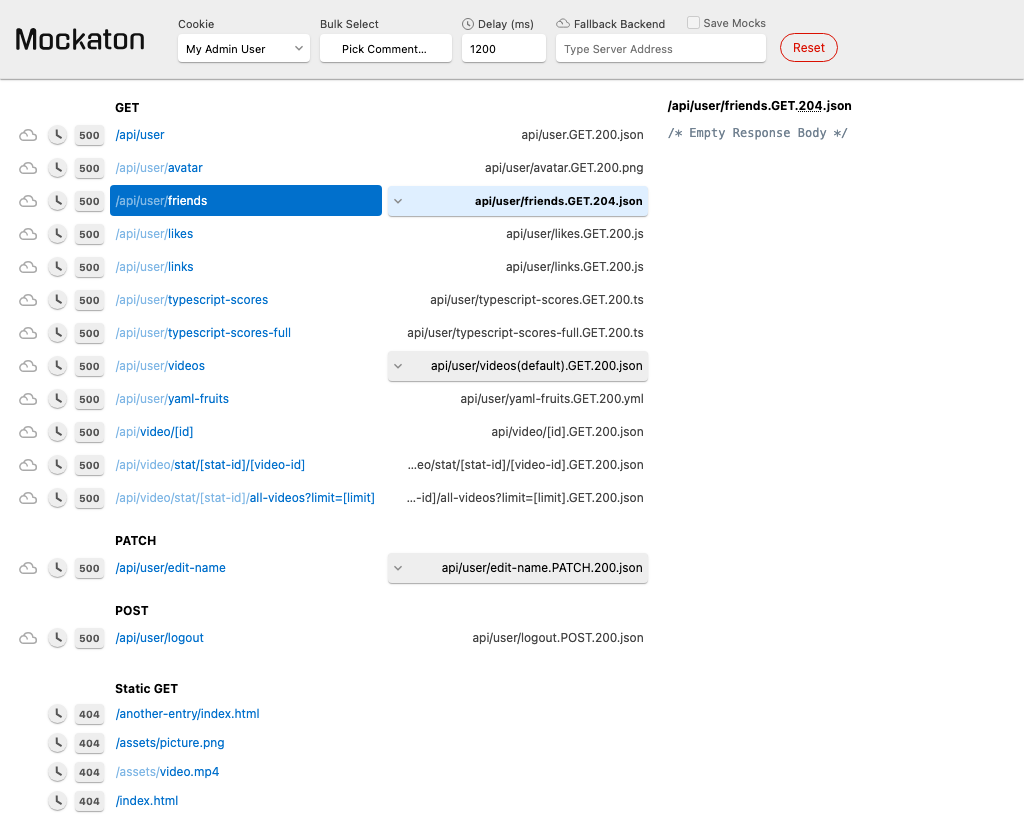 Mockaton
Cookie
My Admin User
Bulk Select
Pick Comment...
Delay (ms)
1200
Fallback Backend
Type Server Address
Save Mocks
Reset
GET
500 /api/user api/user.GET.200.json
500 /api/user/avatar api/user/avatar.GET.200.png
500 /api/user/friends api/user/friends.GET.204.json
500 /api/user/likes api/user/likes.GET.200.js
500 /api/user/links api/user/links.GET.200.js
500 /api/user/typescript-scores api/user/typescript-scores.GET.200.ts
500 /api/user/typescript-scores-full api/user/typescript-scores-full.GET.200.ts
500 /api/user/videos api/user/videos(default).GET.200.json
500 /api/user/yaml-fruits api/user/yaml-fruits.GET.200.yml
500 /api/video/[id] api/video/[id].GET.200.json
500 /api/video/stat/[stat-id]/[video-id] ...eo/stat/[stat-id]/[video-id].GET.200.json
500 /api/video/stat/[stat-id]/all-videos?limit=[limit] ...-id]/all-videos?limit=[limit].GET.200.json
PATCH
500 /api/user/edit-name api/user/edit-name.PATCH.200.json
POST
500 /api/user/logout api/user/logout.POST.200.json
Static GET
404 /another-entry/index.html
404 /assets/picture.png
404 /assets/video.mp4
404 /index.html
/api/user/friends.GET.204.json
/* Empty Response Body */